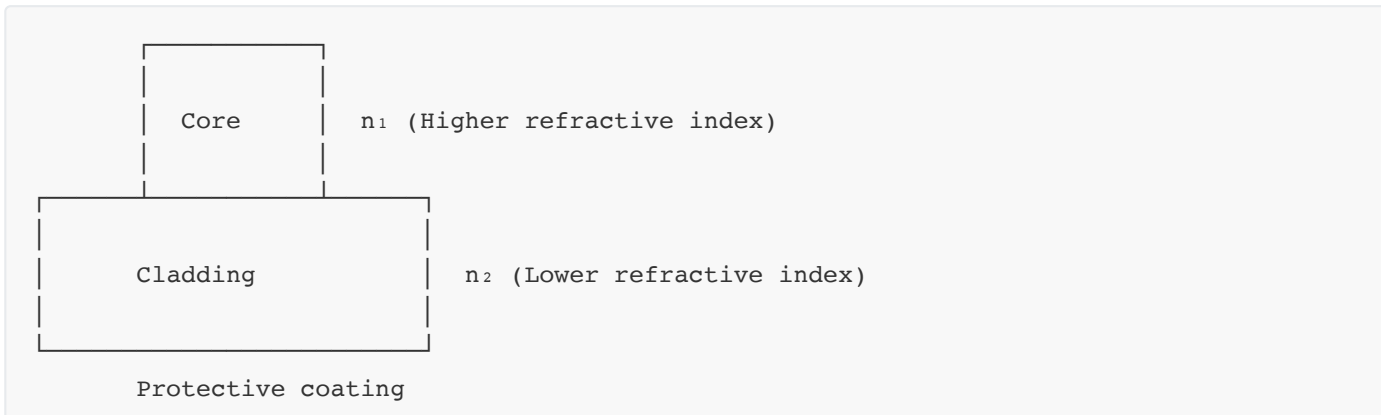 Core n₁ (Higher refractive index)
Cladding n₂ (Lower refractive index)
Protective coating